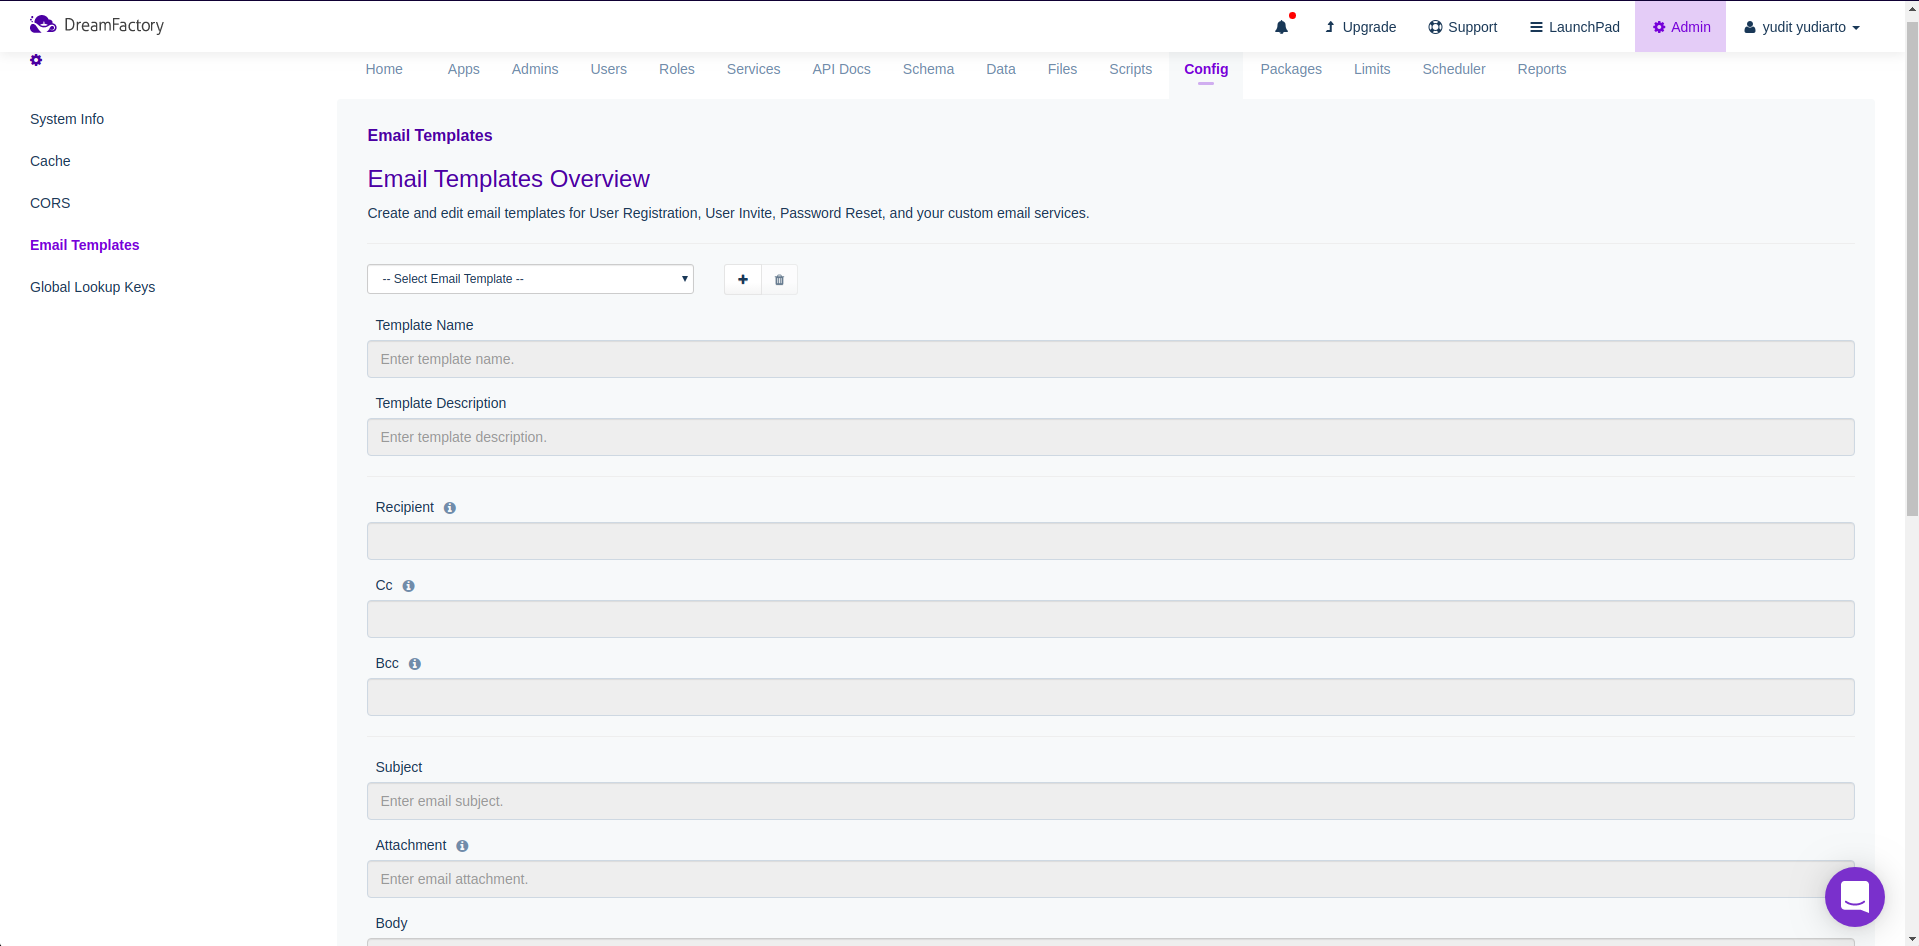 DreamFactory
Upgrade Support LaunchPad Admin yudit yudiarto
Home Apps Admins Users Roles Services API Docs Schema Data Files Scripts Config Packages Limits Scheduler Reports
System Info
Cache
CORS
Email Templates
Global Lookup Keys
Email Templates
Email Templates Overview
Create and edit email templates for User Registration, User Invite, Password Reset, and your custom email services.
-- Select Email Template --
Template Name
Enter template name.
Template Description
Enter template description.
Recipient
Cc
Bcc
Subject
Enter email subject.
Attachment
Enter email attachment.
Body